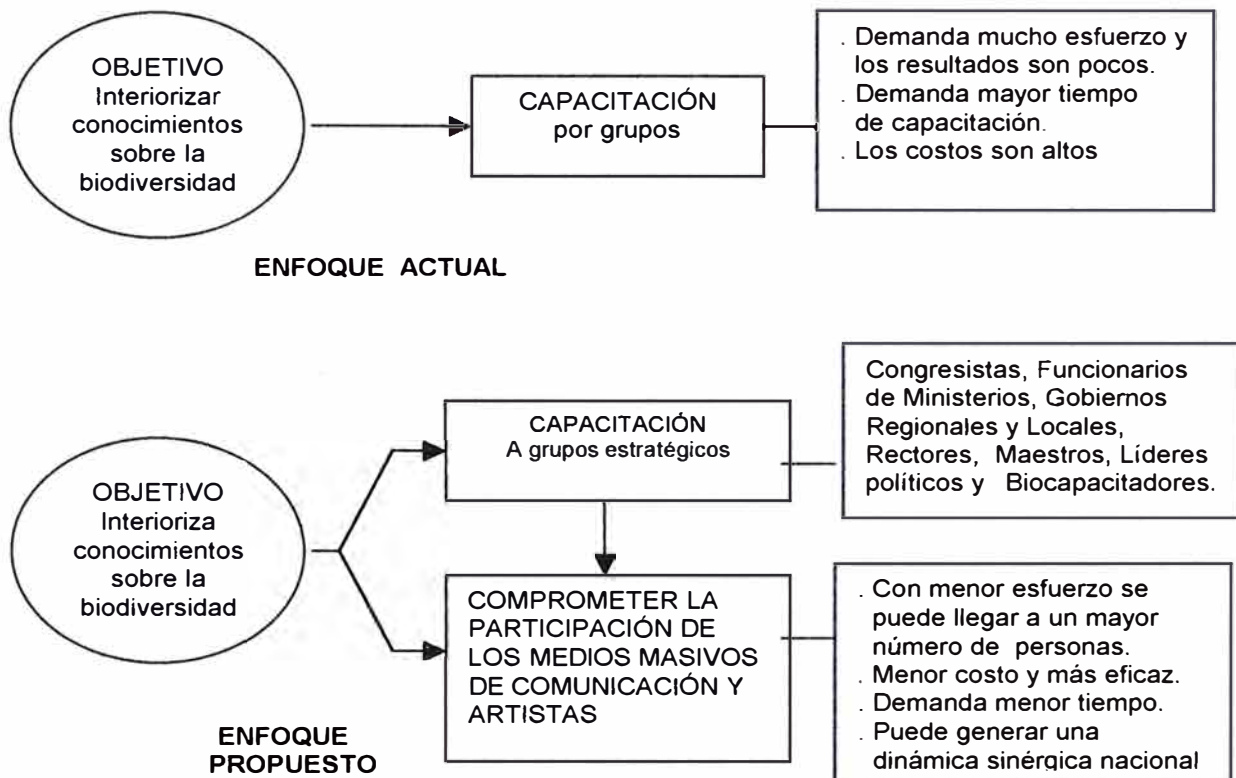 OBJETIVO
Interiorizar
conocimientos
sobre la
biodiversidad
CAPACITACIÓN
por grupos
. Demanda mucho esfuerzo y
los resultados son pocos.
. Demanda mayor tiempo
de capacitación.
. Los costos son altos
ENFOQUE ACTUAL
OBJETIVO
Interioriza
conocimientos
sobre la
biodiversidad
CAPACITACIÓN
A grupos estratégicos
Congresistas, Funcionarios
de Ministerios, Gobiernos
Regionales y Locales,
Rectores, Maestros, Líderes
políticos y Biocapacitadores.
COMPROMETER LA
PARTICIPACIÓN DE
LOS MEDIOS MASIVOS
DE COMUNICACIÓN Y
ARTISTAS
. Con menor esfuerzo se
puede llegar a un mayor
número de personas.
. Menor costo y más eficaz.
. Demanda menor tiempo.
. Puede generar una
dinámica sinérgica nacional
ENFOQUE
PROPUESTO